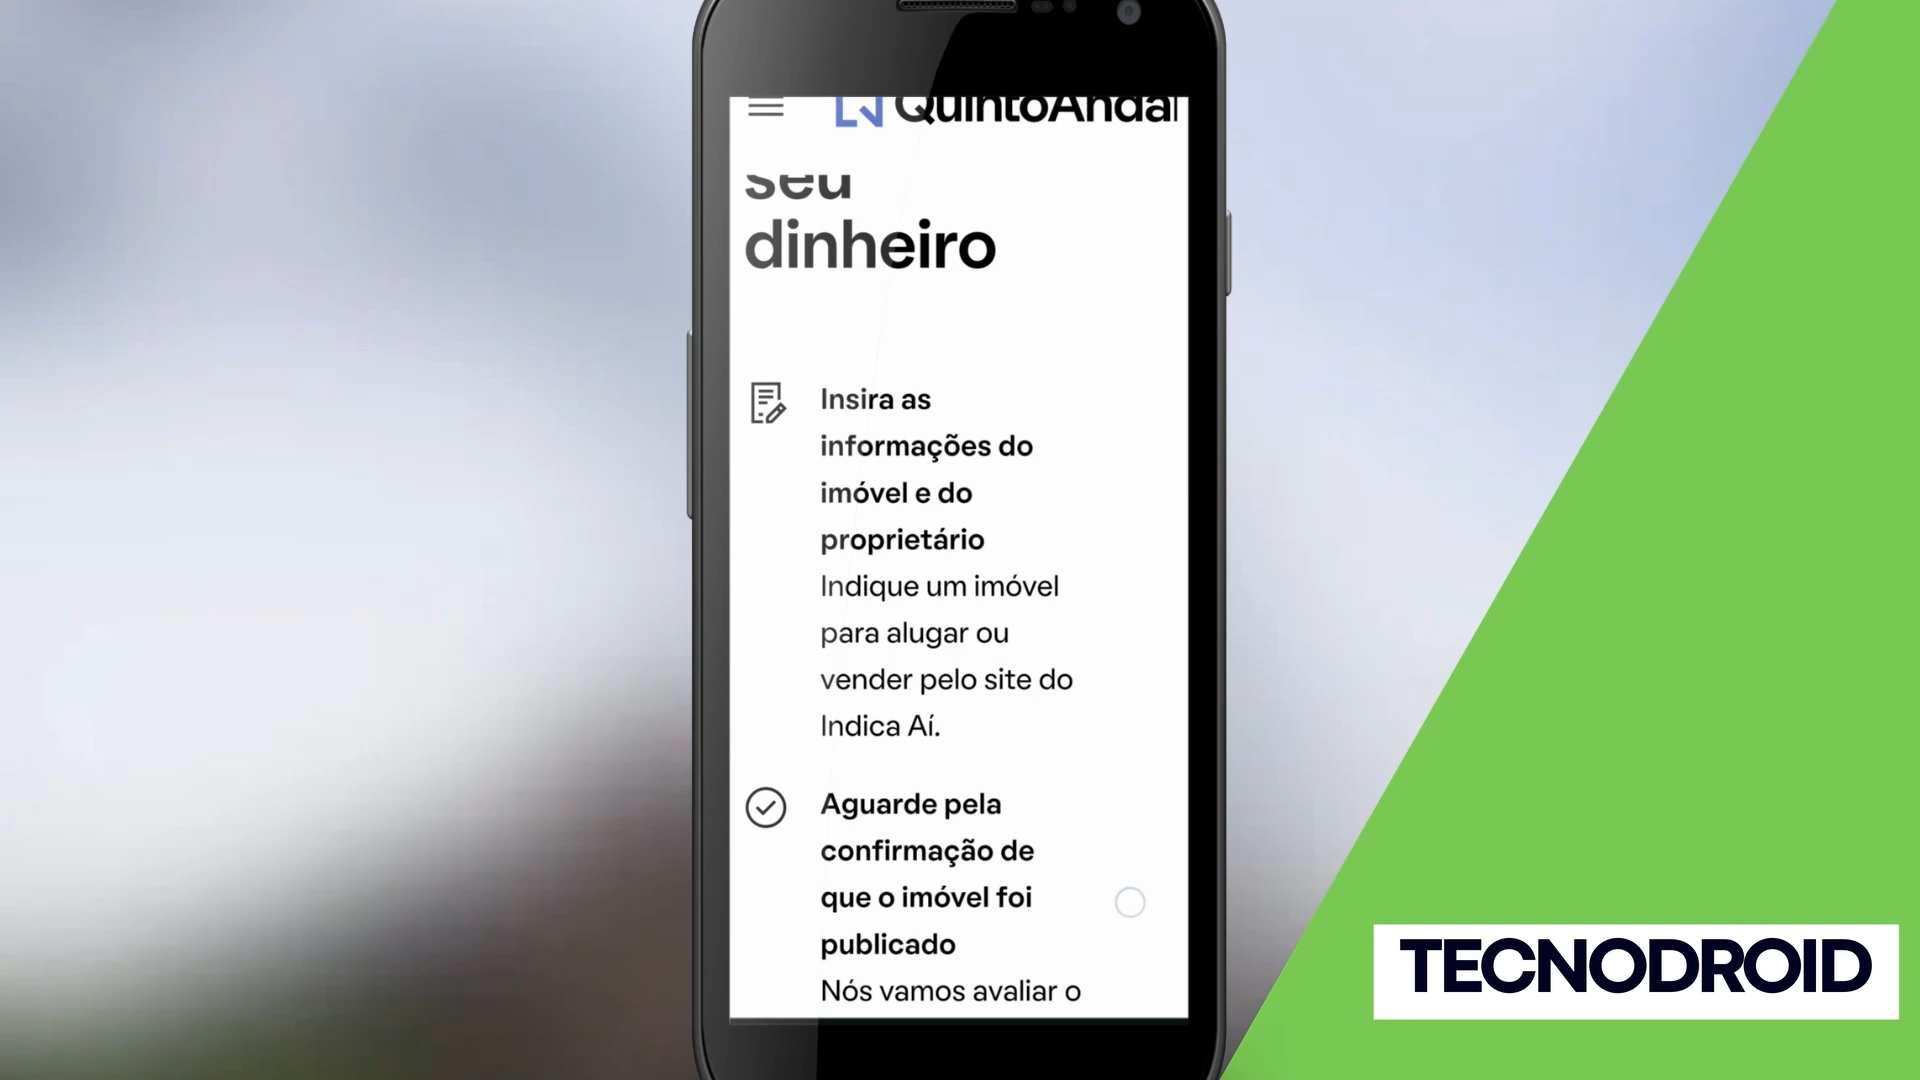 QuintoAndar
seu
dinheiro
Insira as
informações do
imóvel e do
proprietário
Indique um imóvel
para alugar ou
vender pelo site do
Indica Aí.
Aguarde pela
confirmação de
que o imóvel foi
publicado
Nós vamos avaliar o
TECNODROID